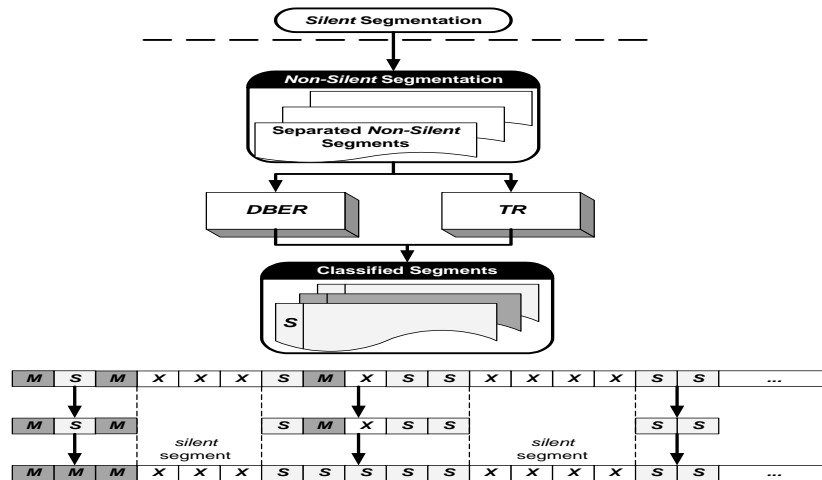 Silent Segmentation
Non-Silent Segmentation
Separated Non-Silent
Segments
DBER
TR
Classified Segments
S
M S M X X X S M X S S X X X X S S ...
M S M S M X S S S S
silent
segment
silent
segment
M M M X X X S S S S S X X X X S S ...